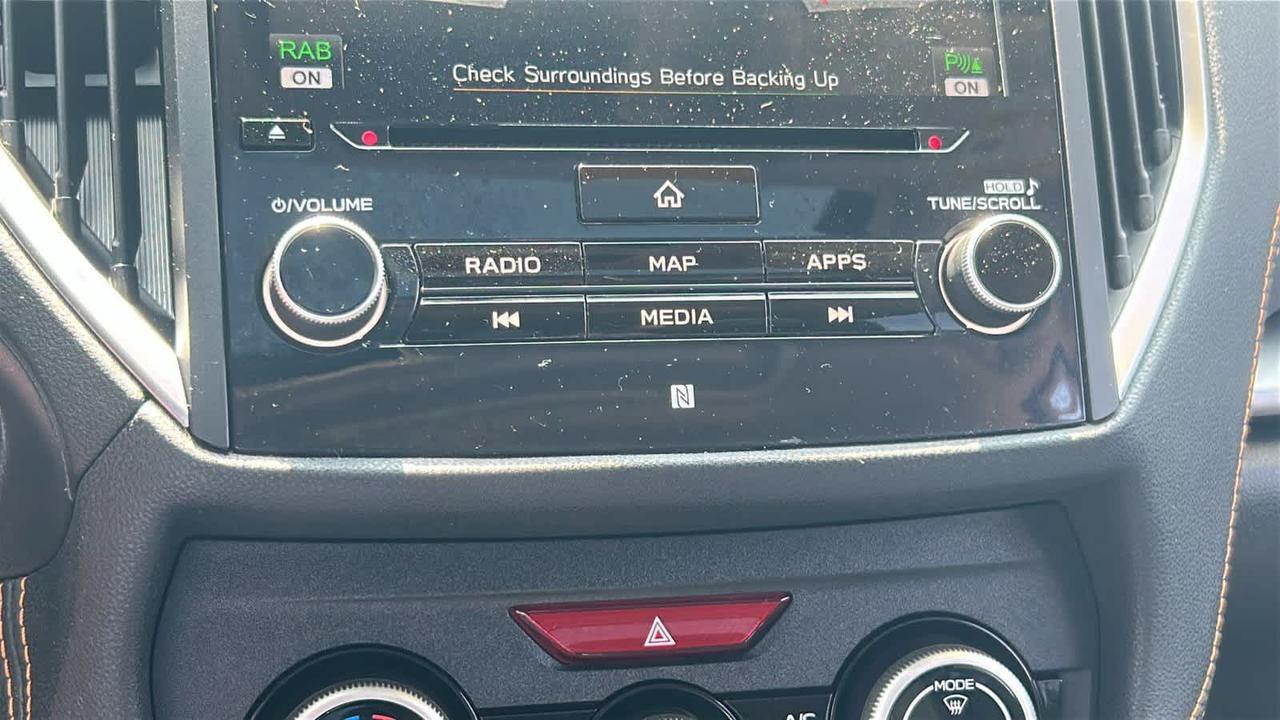 RAB
ON
Check Surroundings Before Backing Up
P
ON
HOLD
/VOLUME
TUNE/SCROLL
RADIO
MAP
APPS
MEDIA
N
MODE
A/C